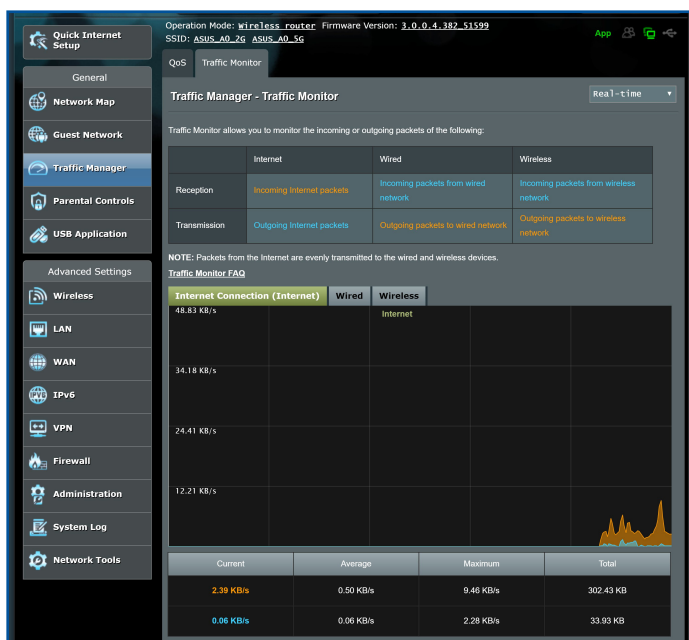 Quick Internet
Setup
General
Network Map
Guest Network
Traffic Manager
Parental Controls
USB Application
Advanced Settings
Wireless
LAN
WAN
IPv6
VPN
Firewall
Administration
System Log
Network Tools
Operation Mode: Wireless router Firmware Version: 3.0.0.4.382_51599
SSID: ASUS_A0_2G ASUS_A0_5G
App
QoS Traffic Monitor
Traffic Manager - Traffic Monitor
Real-time
Traffic Monitor allows you to monitor the incoming or outgoing packets of the following:
Internet Wired Wireless
Reception Incoming Internet packets Incoming packets from wired network Incoming packets from wireless network
Transmission Outgoing Internet packets Outgoing packets to wired network Outgoing packets to wireless network
NOTE: Packets from the Internet are evenly transmitted to the wired and wireless devices.
Traffic Monitor FAQ
Internet Connection (Internet) Wired Wireless
48.83 KB/s
Internet
34.18 KB/s
24.41 KB/s
12.21 KB/s
Current Average Maximum Total
2.39 KB/s 0.50 KB/s 9.46 KB/s 302.43 KB
0.06 KB/s 0.06 KB/s 2.28 KB/s 33.93 KB